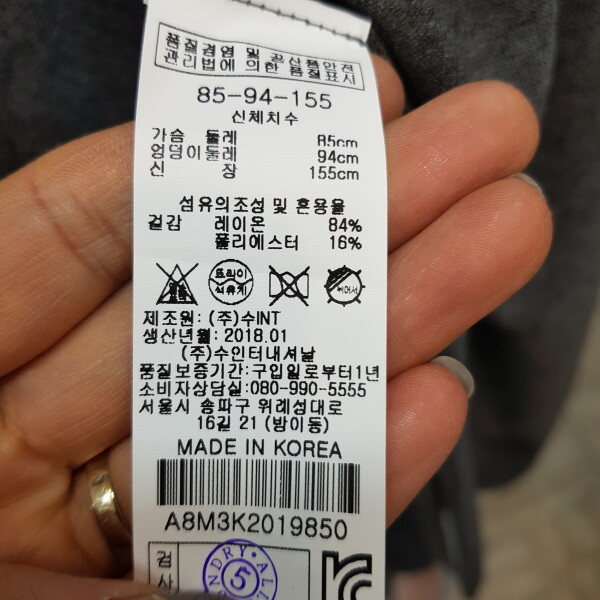 품질경영 및 공산품안전
관리법에 의한 품질표시
85-94-155
신체치수
가슴 둘레 85cm
엉덩이둘레 94cm
신 장 155cm
섬유의조성 및 혼용율
겉감 레이온 84%
폴리에스터 16%
드라이
석유계
제조원: (주)수INT
생산년월: 2018.01
(주)수인터내셔날
품질보증기간:구입일로부터1년
소비자상담실:080-990-5555
서울시 송파구 위례성대로
16길 21 (방이동)
MADE IN KOREA
A8M3K2019850
검
사
5